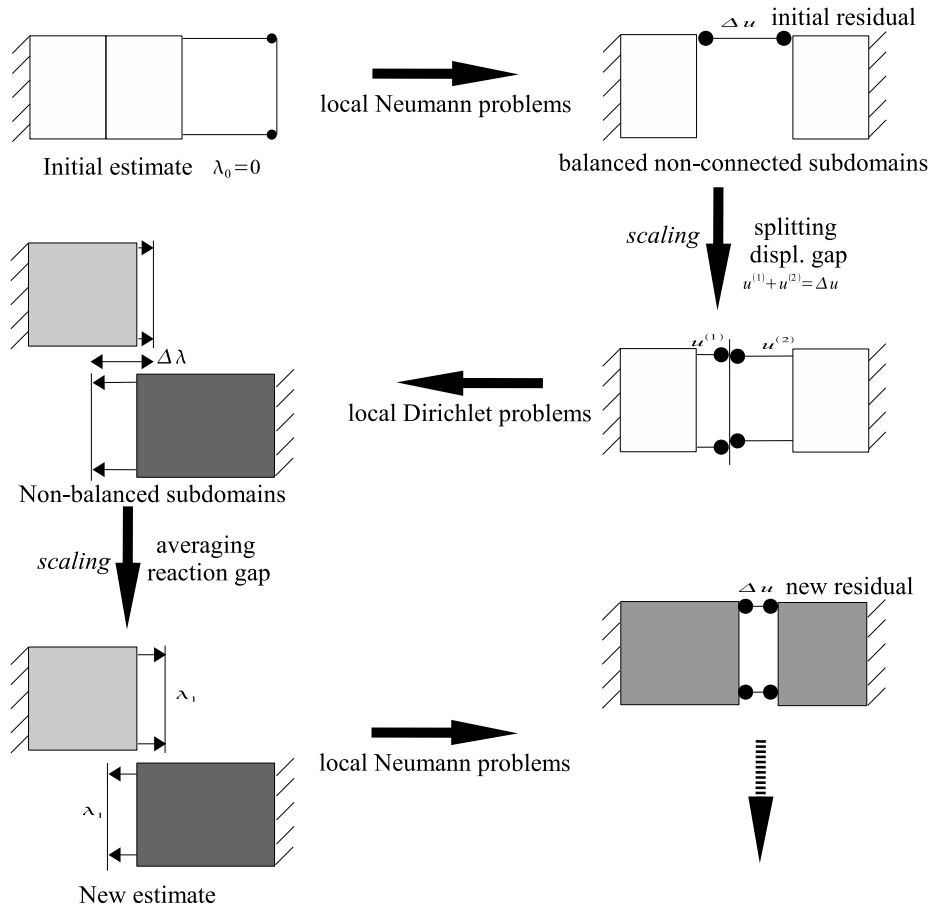 Δu initial residual
local Neumann problems
Initial estimate λ₀=0
balanced non-connected subdomains
scaling
splitting
displ. gap
u⁽¹⁾+u⁽²⁾=Δu
Δλ
u⁽¹⁾ u⁽²⁾
local Dirichlet problems
Non-balanced subdomains
scaling
averaging
reaction gap
Δu new residual
λ₁
local Neumann problems
λ₁
New estimate